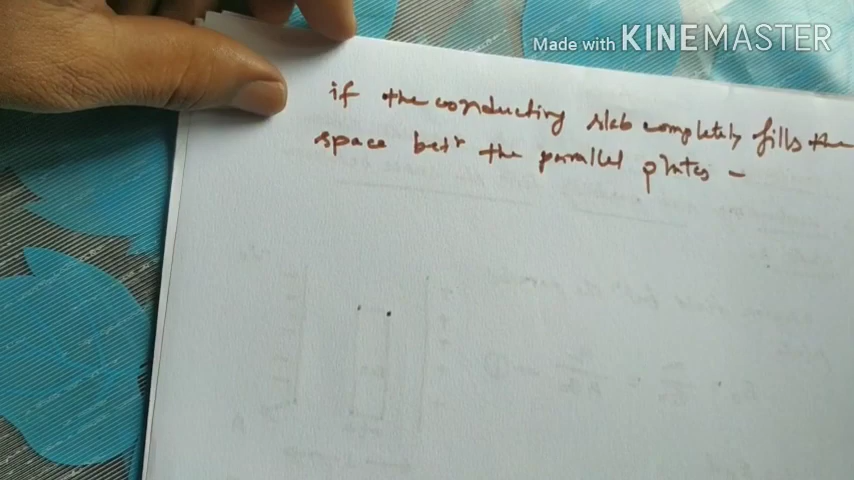 Made with KINEMASTER
if the conducting slab completely fills the
space betn the parallel plates -